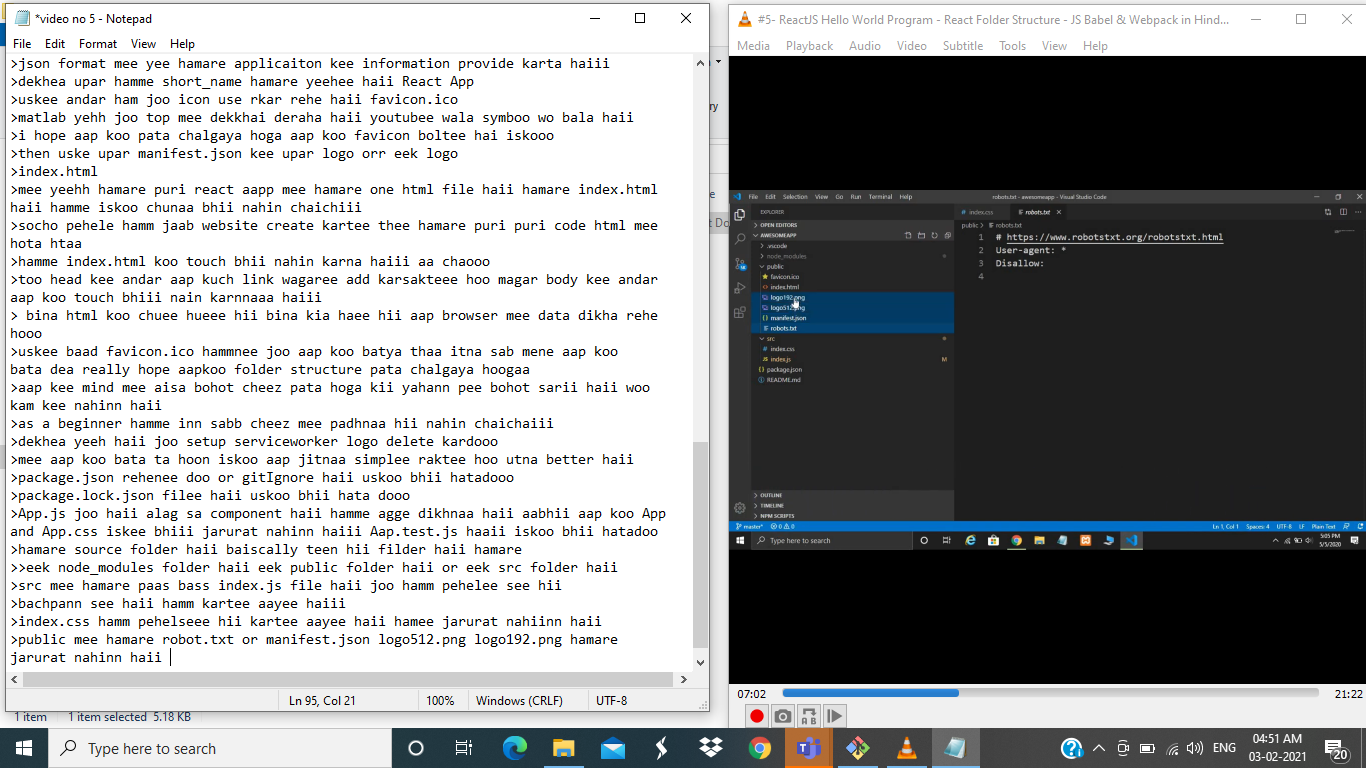 *video no 5 - Notepad
File Edit Format View Help
>json format mee yee hamare applicaiton kee information provide karta haiii
>dekhea upar hamme short_name hamare yeehee haii React App
>uskee andar ham joo icon use rkar rehe haii favicon.ico
>matlab yehh joo top mee dekkhai deraha haii youtubee wala symboo wo bala haii
>i hope aap koo pata chalgaya hoga aap koo favicon boltee hai iskooo
>then uske upar manifest.json kee upar logo orr eek logo
>index.html
>mee yeehh hamare puri react aapp mee hamare one html file haii hamare index.html
haii hamme iskoo chunaa bhii nahin chaichiii
>socho pehele hamm jaab website create kartee thee hamare puri puri code html mee
hota htaa
>hamme index.html koo touch bhii nahin karna haiii aa chaooo
>too head kee andar aap kuch link wagaree add karsakteee hoo magar body kee andar
aap koo touch bhiii nain karnnaaa haiii
> bina html koo chuee hueee hii bina kia haee hii aap browser mee data dikha rehe
hooo
>uskee baad favicon.ico hammnee joo aap koo batya thaa itna sab mene aap koo
bata dea really hope aapkoo folder structure pata chalgaya hoogaa
>aap kee mind mee aisa bohot cheez pata hoga kii yahann pee bohot sarii haii woo
kam kee nahinn haii
>as a beginner hamme inn sabb cheez mee padhnaa hii nahin chaichaiii
>dekhea yeeh haii joo setup serviceworker logo delete kardooo
>mee aap koo bata ta hoon iskoo aap jitnaa simplee raktee hoo utna better haii
>package.json rehenee doo or gitIgnore haii uskoo bhii hatadooo
>package.lock.json filee haii uskoo bhii hata dooo
>App.js joo haii alag sa component haii hamme agge dikhnaa haii aabhii aap koo App
and App.css iskee bhiii jarurat nahinn haiii Aap.test.js haaii iskoo bhii hatadoo
>hamare source folder haii baiscally teen hii filder haii hamare
>>eek node_modules folder haii eek public folder haii or eek src folder haii
>src mee hamare paas bass index.js file haii joo hamm pehelee see hii
>bachpann see haii hamm kartee aayee haiii
>index.css hamm pehelseee hii kartee aayee haii hamee jarurat nahiinn haii
>public mee hamare robot.txt or manifest.json logo512.png logo192.png hamare
jarurat nahinn haii
Ln 95, Col 21 100% Windows (CRLF) UTF-8
1 item 1 item selected 5.18 KB
#5- ReactJS Hello World Program - React Folder Structure - JS Babel & Webpack in Hind...
Media Playback Audio Video Subtitle Tools View Help
File Edit Selection View Go Run Terminal Help robots.txt - awesomeapp - Visual Studio Code
EXPLORER
OPEN EDITORS
AWESOMEAPP
.vscode
node_modules
public
favicon.ico
index.html
logo192.png
logo512.png
manifest.json
robots.txt
src
index.css
index.js M
package.json
README.md
OUTLINE
TIMELINE
NPM SCRIPTS
index.css robots.txt
public > robots.txt
1 # https://www.robotstxt.org/robotstxt.html
2 User-agent: *
3 Disallow:
4
master* 0 0 Ln 1, Col 1 Spaces: 4 UTF-8 LF Plain Text
Type here to search
5:05 PM
5/5/2020
07:02 21:22
Type here to search
ENG
04:51 AM
03-02-2021
20